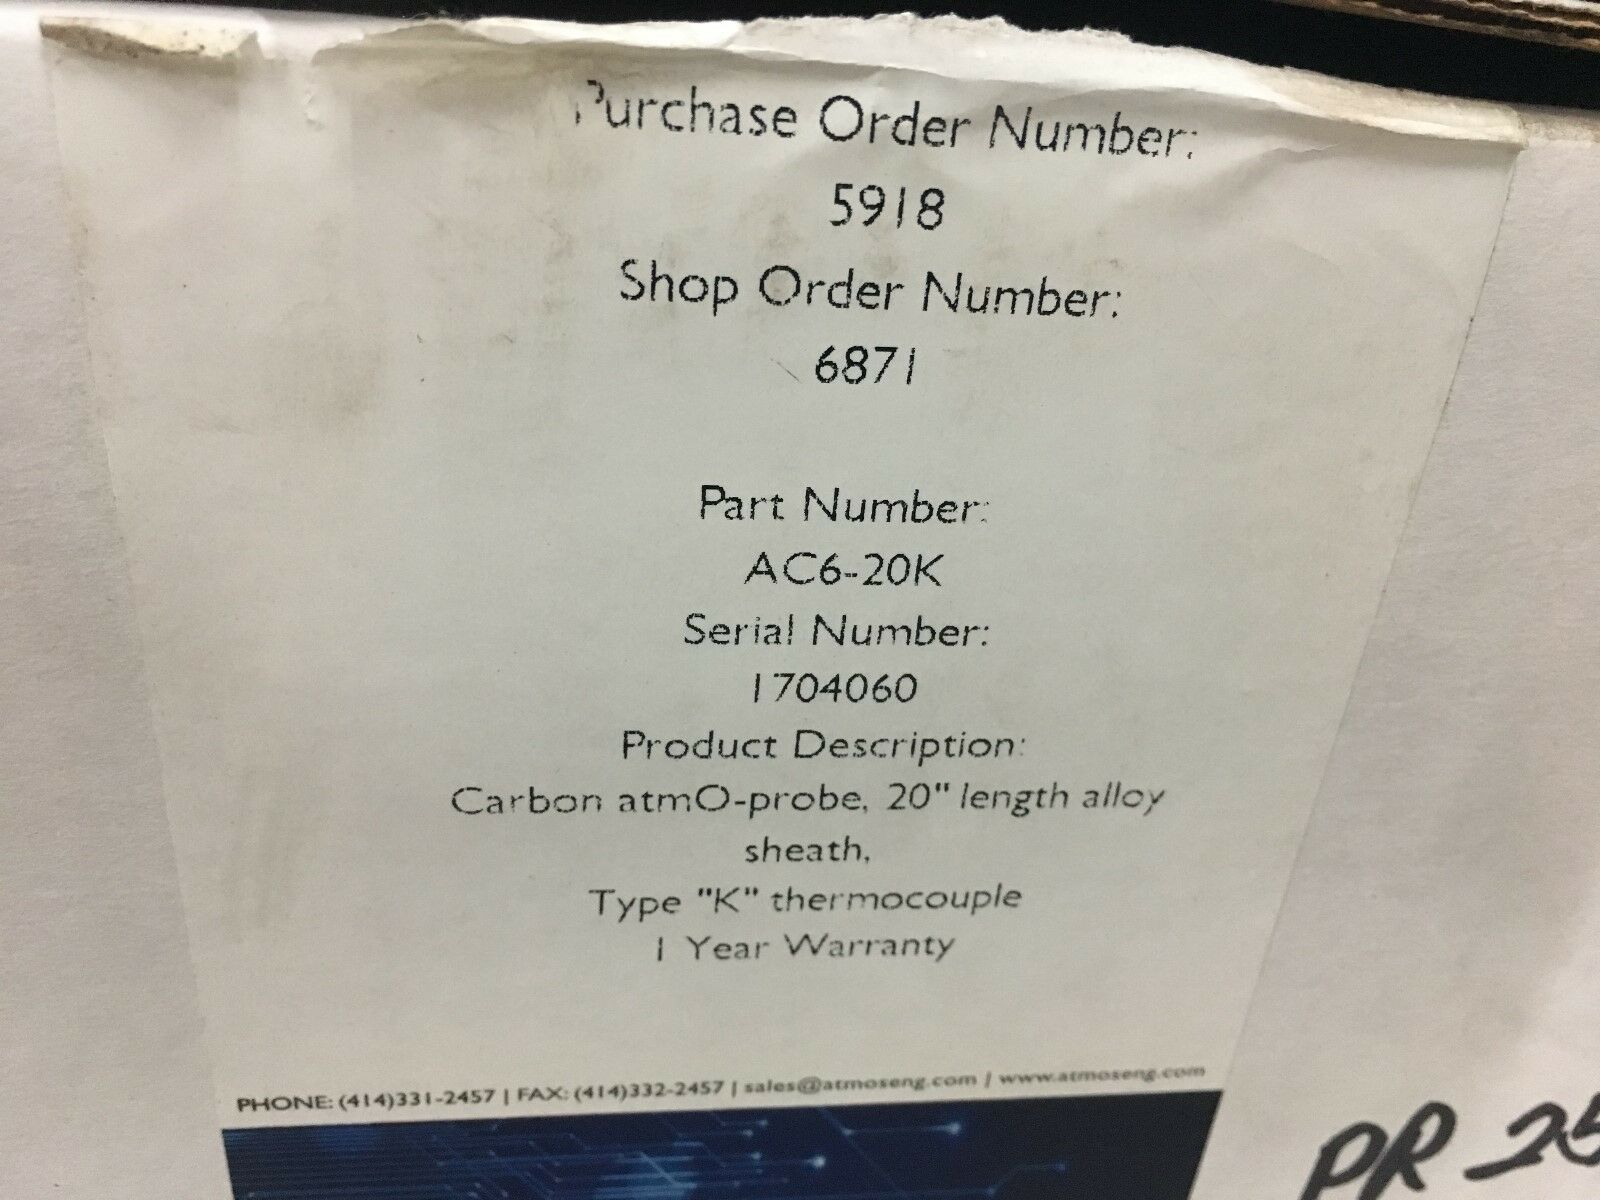 Purchase Order Number:
5918
Shop Order Number:
6871
Part Number:
AC6-20K
Serial Number:
1704060
Product Description:
Carbon atmO-probe, 20" length alloy
sheath,
Type "K" thermocouple
1 Year Warranty
PHONE: (414)331-2457 | FAX: (414)332-2457 | sales@atmoseng.com / www.atmoseng.com
PR 25